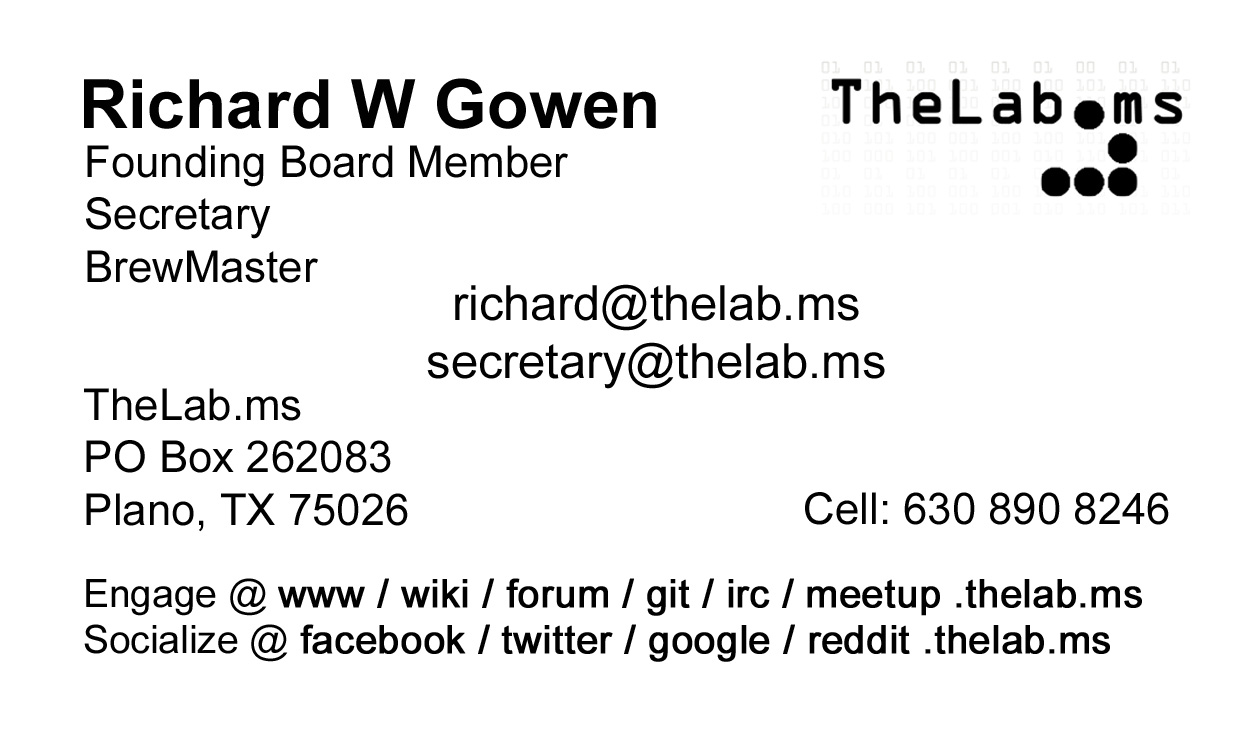 Richard W Gowen
TheLab.ms
Founding Board Member
Secretary
BrewMaster
richard@thelab.ms
secretary@thelab.ms
TheLab.ms
PO Box 262083
Plano, TX 75026
Cell: 630 890 8246
Engage @ www / wiki / forum / git / irc / meetup .thelab.ms
Socialize @ facebook / twitter / google / reddit .thelab.ms